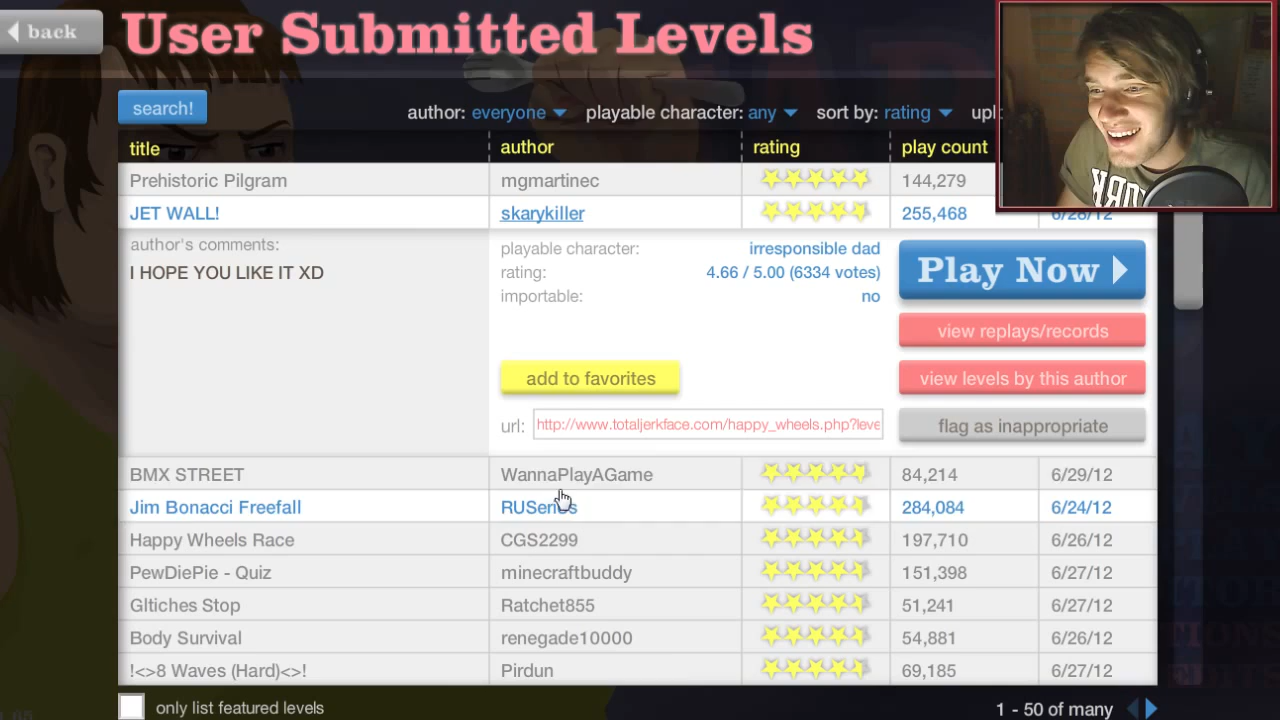 back
User Submitted Levels
search!
author: everyone playable character: any sort by: rating
title author rating play count
Prehistoric Pilgram mgmartinec 144,279
JET WALL! skarykiller 255,468 6/28/12
author's comments:
I HOPE YOU LIKE IT XD
playable character: irresponsible dad
rating: 4.66 / 5.00 (6334 votes)
importable: no
Play Now
view replays/records
add to favorites
view levels by this author
url: http://www.totaljerkface.com/happy_wheels.php?leve
flag as inappropriate
BMX STREET WannaPlayAGame 84,214 6/29/12
Jim Bonacci Freefall RUSeries 284,084 6/24/12
Happy Wheels Race CGS2299 197,710 6/26/12
PewDiePie - Quiz minecraftbuddy 151,398 6/27/12
Gltiches Stop Ratchet855 51,241 6/27/12
Body Survival renegade10000 54,881 6/26/12
!<>8 Waves (Hard)<>! Pirdun 69,185 6/27/12
only list featured levels
1 - 50 of many